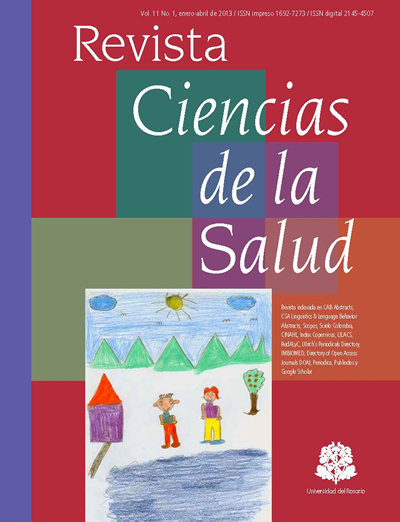 Vol. 11 No. 1, enero-abril de 2013 / ISSN impreso 1692-7273 / ISSN digital 2145-4507
Revista
Ciencias
de la
Salud
Revista indexada en CAB Abstracts,
CSA Linguistics & Language Behavior
Abstracts, Scopus, Scielo Colombia,
CINAHL, Index Copernicus, LILACS,
RedALyC, Ulrich's Periodicals Directory,
IMBIOMED, Directory of Open Access
Journals DOAJ, Periodica, Publindex y
Google Scholar
Universidad del Rosario